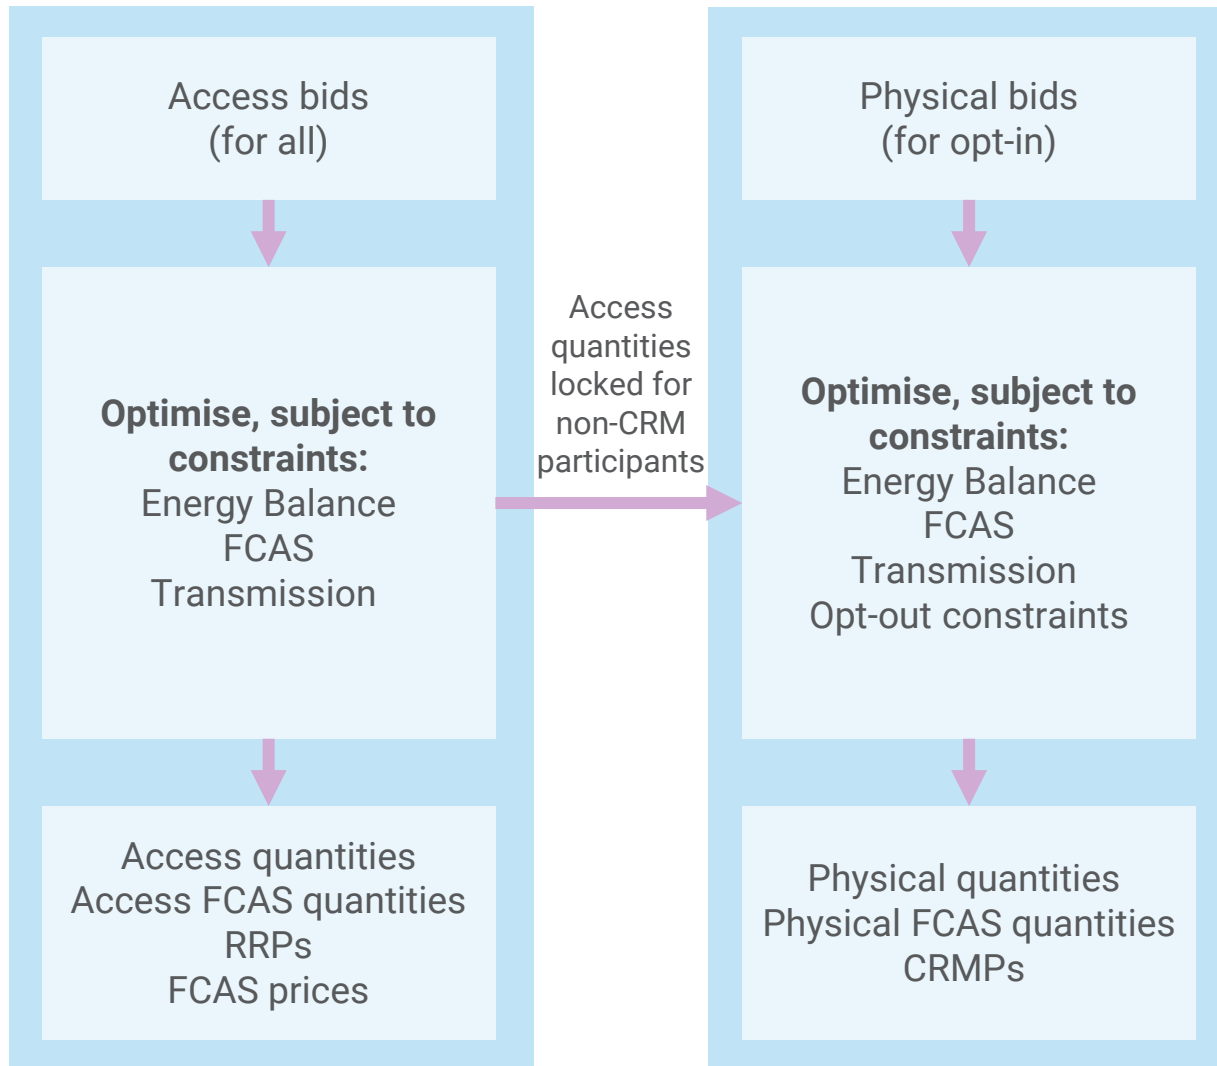 Access bids
(for all)
Optimise, subject to
constraints:
Energy Balance
FCAS
Transmission
Access quantities
Access FCAS quantities
RRPs
FCAS prices
Access
quantities
locked for
non-CRM
participants
Physical bids
(for opt-in)
Optimise, subject to
constraints:
Energy Balance
FCAS
Transmission
Opt-out constraints
Physical quantities
Physical FCAS quantities
CRMPs